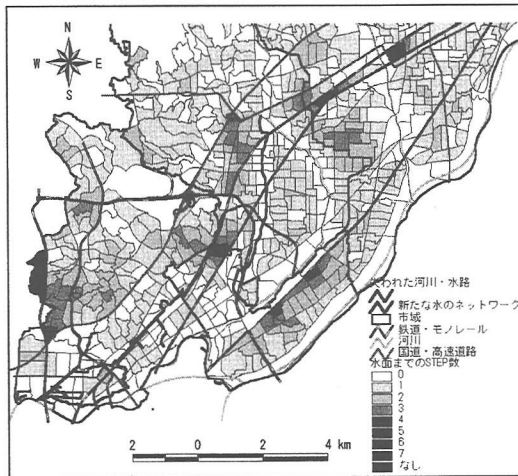 N
W E
S
失われた河川・水路
新たな水のネットワーク
市域
鉄道・モノレール
河川
国道・高速道路
水面までのSTEP数
0
1
2
3
4
5
6
7
なし
2 0 2 4 km